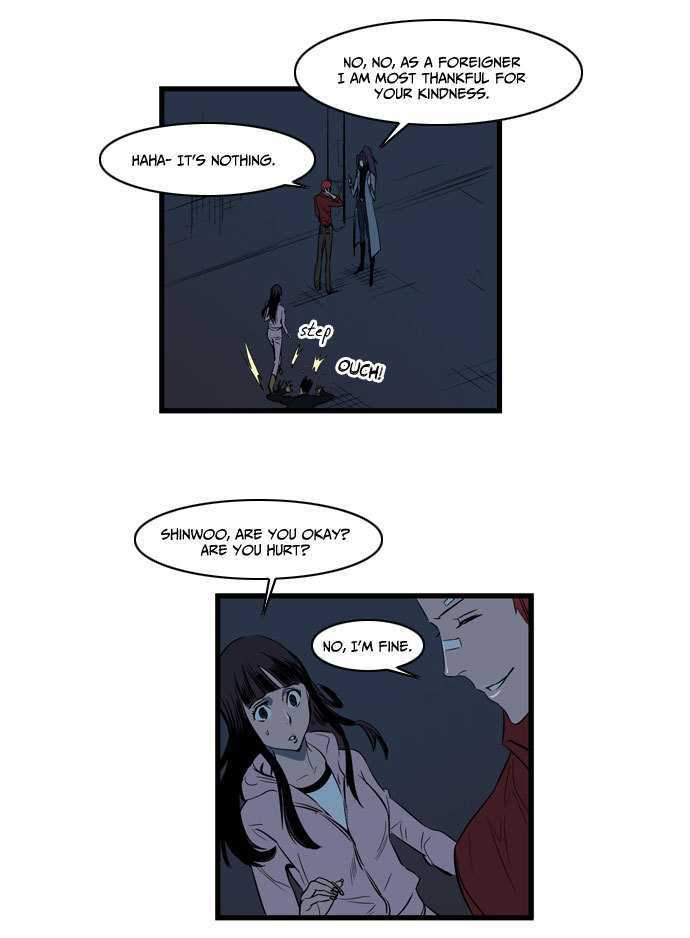 NO, NO, AS A FOREIGNER
I AM MOST THANKFUL FOR
YOUR KINDNESS.
HAHA- IT'S NOTHING.
step
OUCH!
SHINWOO, ARE YOU OKAY?
ARE YOU HURT?
NO, I'M FINE.